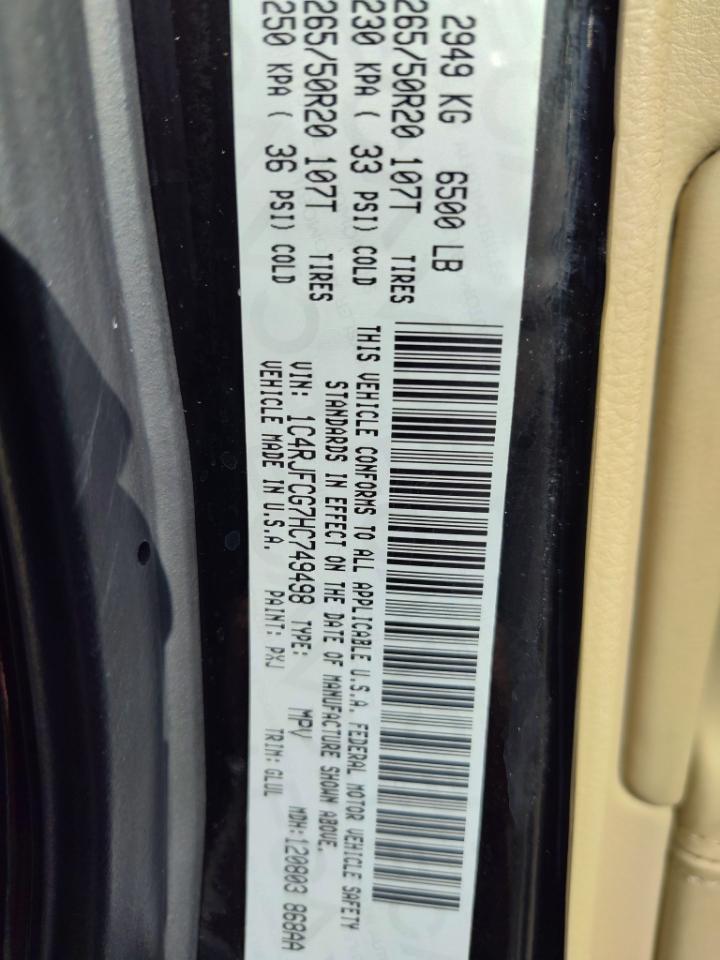 2949 KG 6500 LB
265/50R20 107T TIRES
230 KPA ( 33 PSI) COLD
265/50R20 107T TIRES
250 KPA ( 36 PSI) COLD
THIS VEHICLE CONFORMS TO ALL APPLICABLE U.S.A. FEDERAL MOTOR VEHICLE SAFETY
STANDARDS IN EFFECT ON THE DATE OF MANUFACTURE SHOWN ABOVE.
VIN: 1C4RJFCG7HC749498 TYPE: MPV MDH:120803 868AA
VEHICLE MADE IN U.S.A. PAINT: PXJ TRIM:GLUL